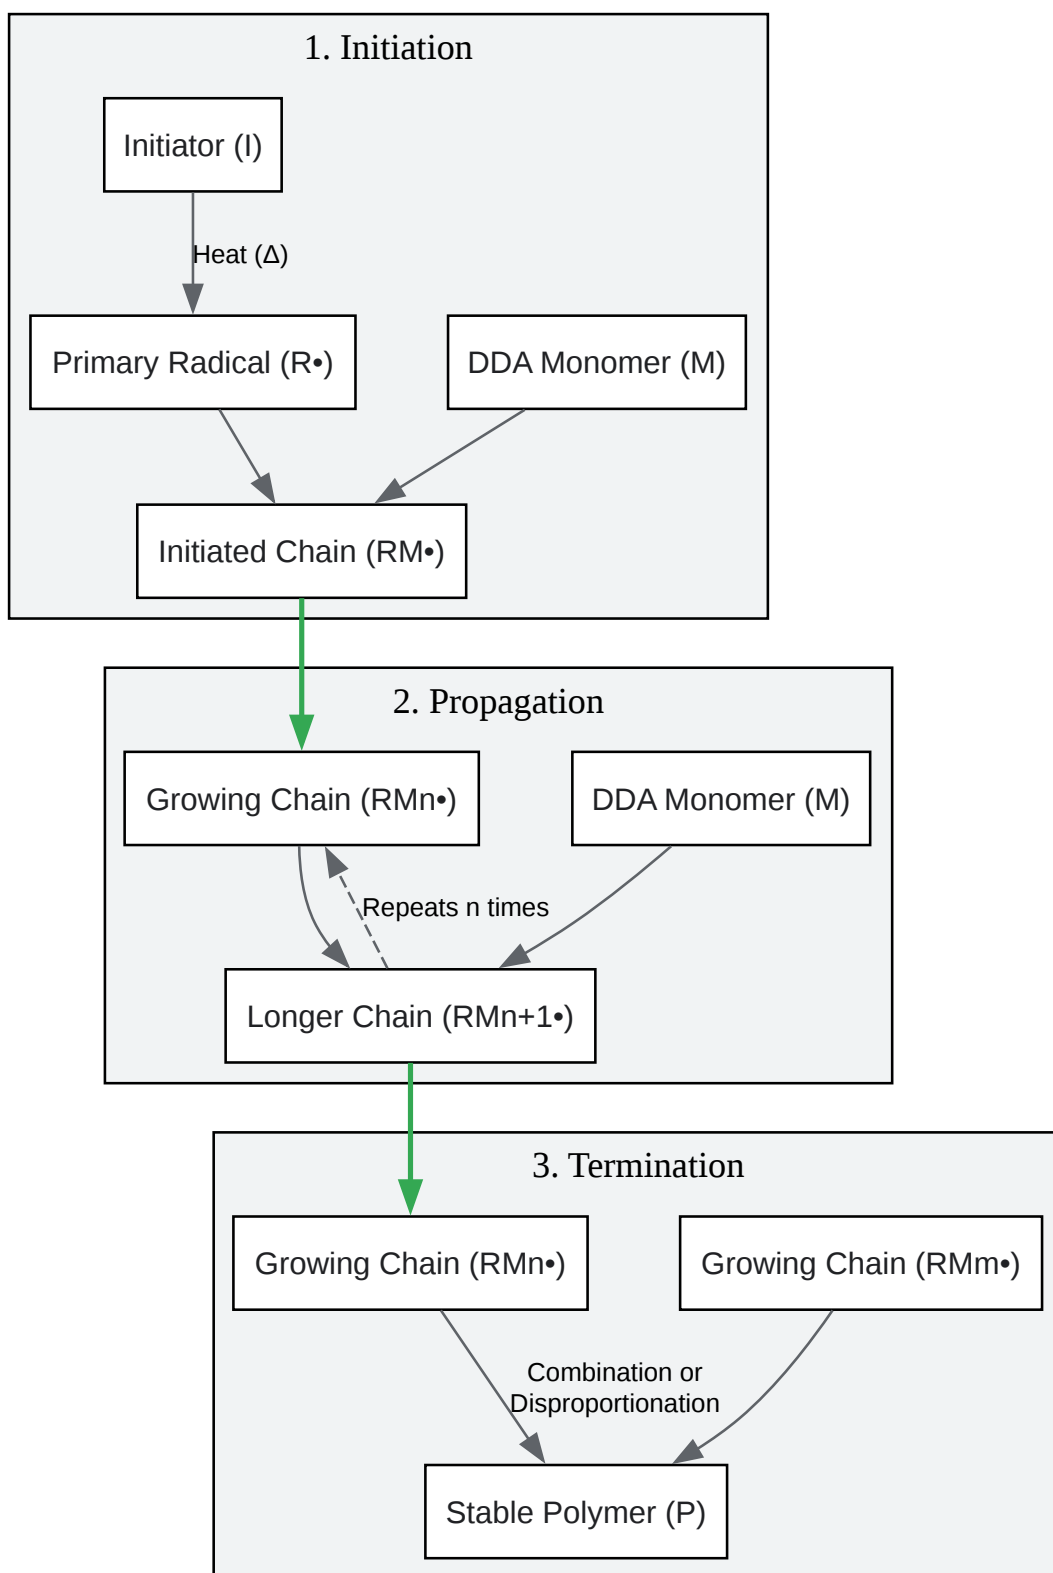 1. Initiation
Initiator (I)
Heat (Δ)
Primary Radical (R•)
DDA Monomer (M)
Initiated Chain (RM•)
2. Propagation
Growing Chain (RMn•)
DDA Monomer (M)
Repeats n times
Longer Chain (RMn+1•)
3. Termination
Growing Chain (RMn•)
Growing Chain (RMm•)
Combination or
Disproportionation
Stable Polymer (P)